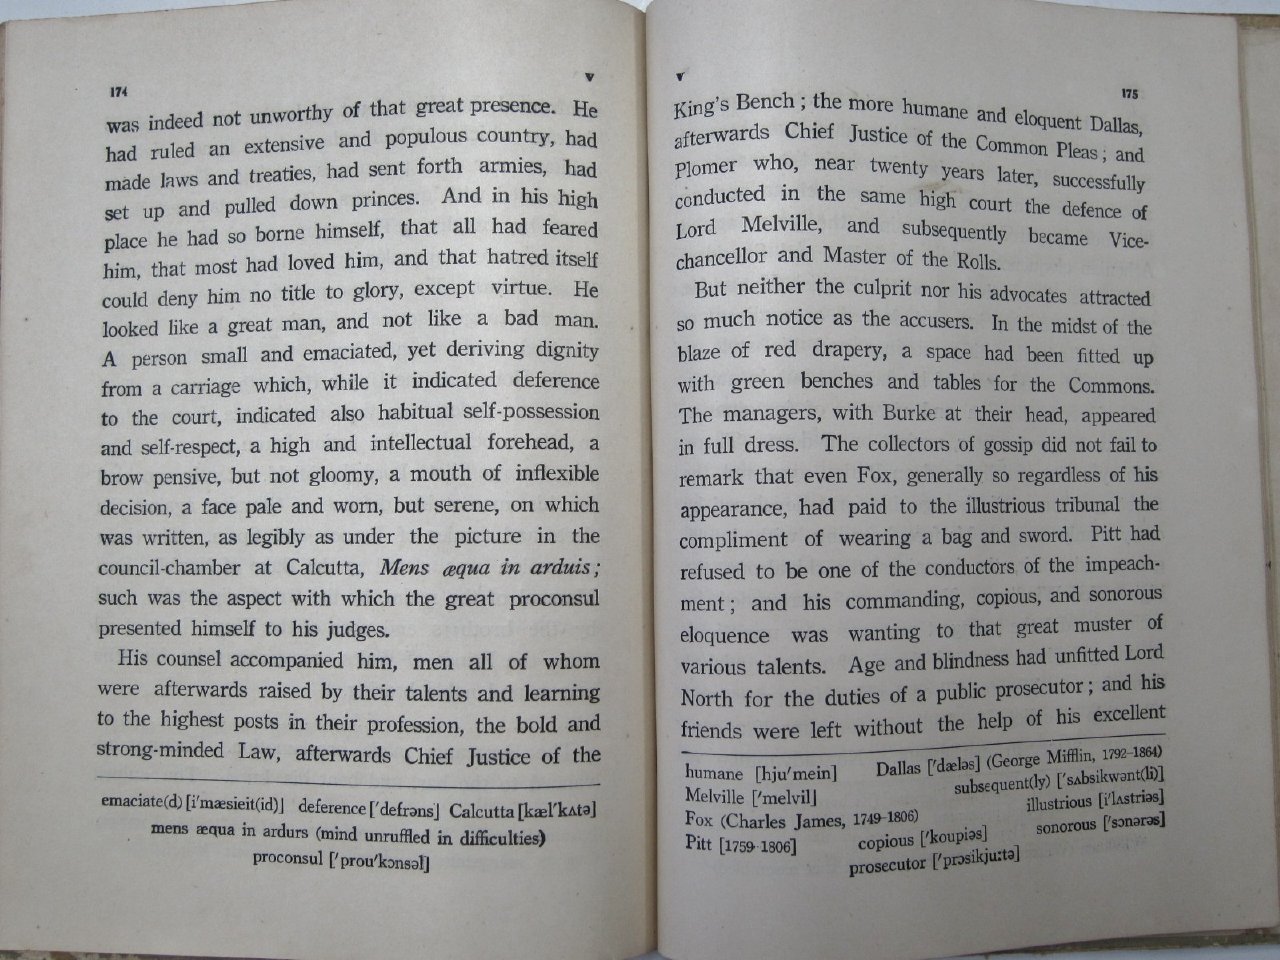 174
V
was indeed not unworthy of that great presence. He
had ruled an extensive and populous country, had
made laws and treaties, had sent forth armies, had
set up and pulled down princes. And in his high
place he had so borne himself, that all had feared
him, that most had loved him, and that hatred itself
could deny him no title to glory, except virtue. He
looked like a great man, and not like a bad man.
A person small and emaciated, yet deriving dignity
from a carriage which, while it indicated deference
to the court, indicated also habitual self-possession
and self-respect, a high and intellectual forehead, a
brow pensive, but not gloomy, a mouth of inflexible
decision, a face pale and worn, but serene, on which
was written, as legibly as under the picture in the
council-chamber at Calcutta, Mens æqua in arduis;
such was the aspect with which the great proconsul
presented himself to his judges.
His counsel accompanied him, men all of whom
were afterwards raised by their talents and learning
to the highest posts in their profession, the bold and
strong-minded Law, afterwards Chief Justice of the
emaciate(d) [i'mæsieit(id)] deference ['defrəns] Calcutta [kæl'kʌtə]
mens æqua in ardurs (mind unruffled in difficulties)
proconsul ['prou'kɔnsəl]
V
175
King's Bench; the more humane and eloquent Dallas,
afterwards Chief Justice of the Common Pleas; and
Plomer who, near twenty years later, successfully
conducted in the same high court the defence of
Lord Melville, and subsequently became Vice-
chancellor and Master of the Rolls.
But neither the culprit nor his advocates attracted
so much notice as the accusers. In the midst of the
blaze of red drapery, a space had been fitted up
with green benches and tables for the Commons.
The managers, with Burke at their head, appeared
in full dress. The collectors of gossip did not fail to
remark that even Fox, generally so regardless of his
appearance, had paid to the illustrious tribunal the
compliment of wearing a bag and sword. Pitt had
refused to be one of the conductors of the impeach-
ment; and his commanding, copious, and sonorous
eloquence was wanting to that great muster of
various talents. Age and blindness had unfitted Lord
North for the duties of a public prosecutor; and his
friends were left without the help of his excellent
humane [hju'mein] Dallas ['dæləs] (George Mifflin, 1792-1864)
Melville ['melvil] subsequent(ly) ['sʌbsikwənt(li)]
Fox (Charles James, 1749-1806) illustrious [i'lʌstriəs]
Pitt [1759-1806] copious ['koupiəs] sonorous ['sɔnərəs]
prosecutor ['prɔsikju:tə]